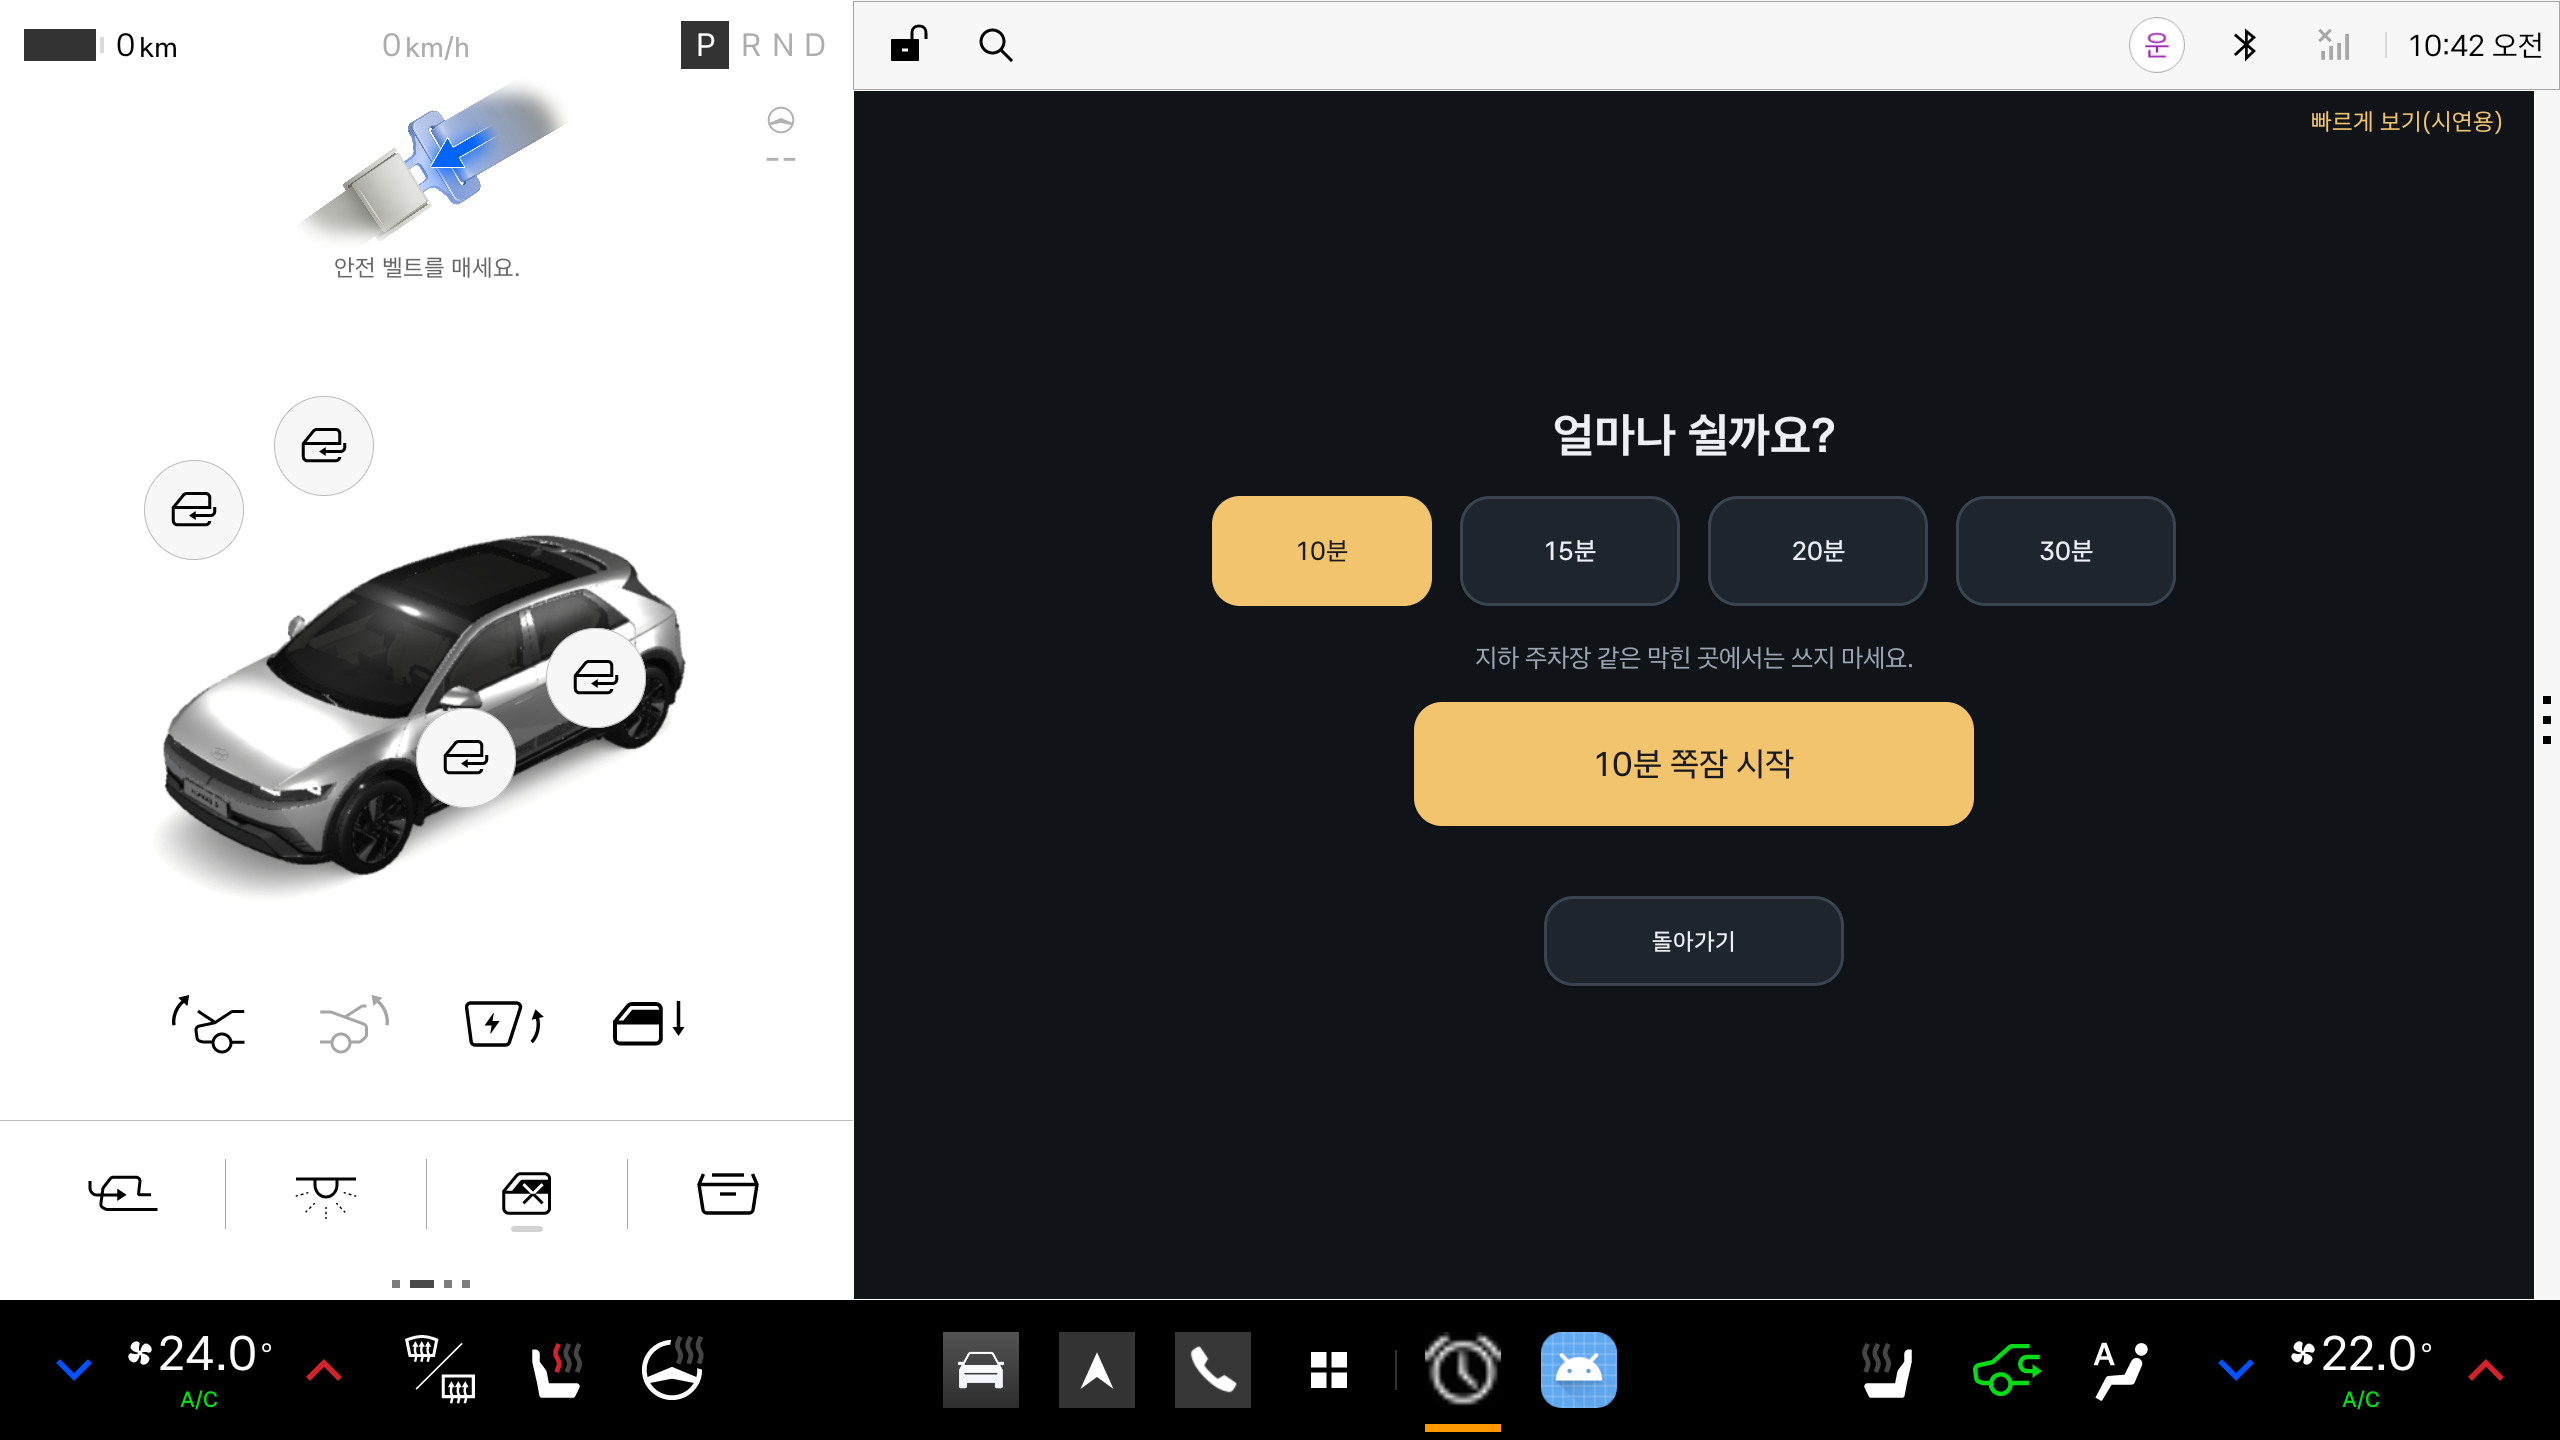 0 km
0 km/h
P R N D
운
10:42 오전
안전 벨트를 매세요.
빠르게 보기(시연용)
얼마나 쉴까요?
10분
15분
20분
30분
지하 주차장 같은 막힌 곳에서는 쓰지 마세요.
10분 쪽잠 시작
돌아가기
24.0°
A/C
A
22.0°
A/C